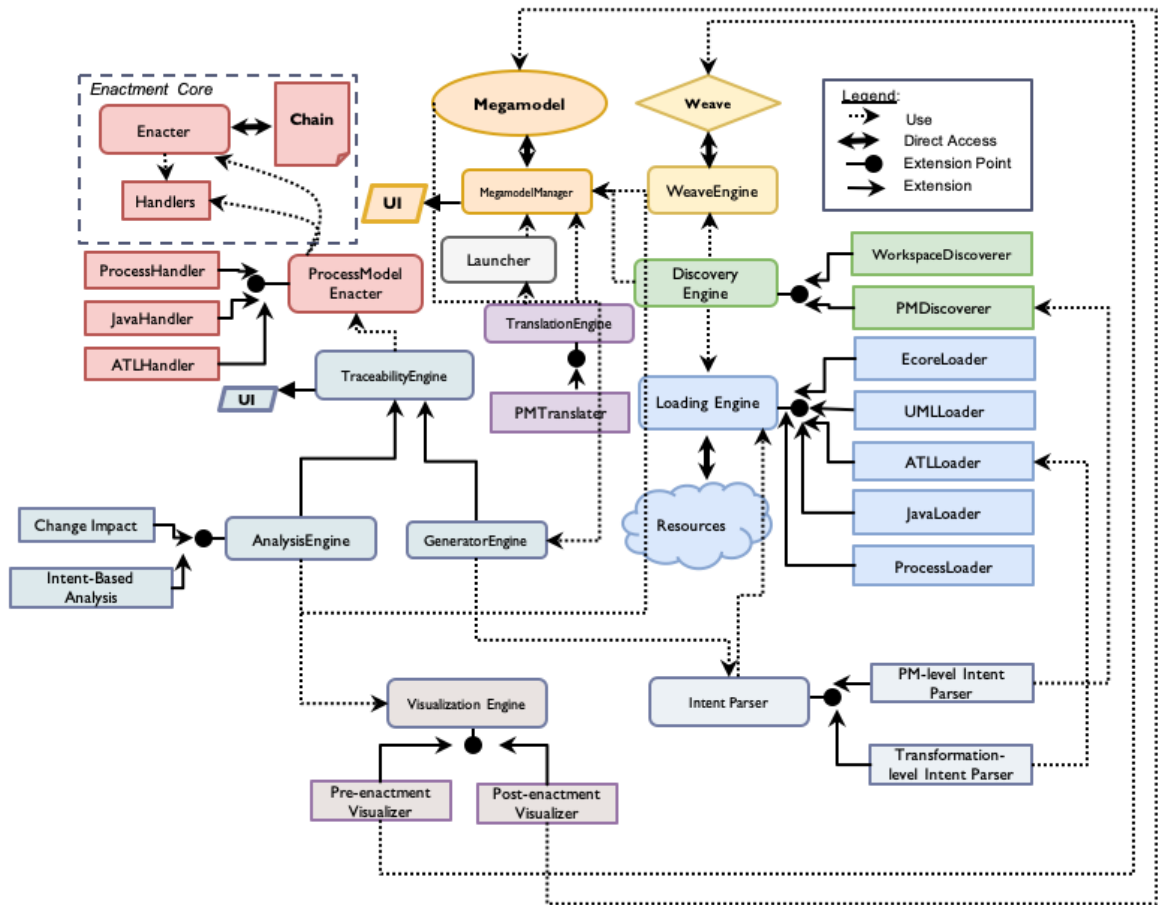 Enactment Core
Enacter
Chain
Handlers
Megamodel
Weave
Legend:
Use
Direct Access
Extension Point
Extension
UI
MegamodelManager
WeaveEngine
Launcher
ProcessHandler
JavaHandler
ATLHandler
ProcessModel
Enacter
Discovery
Engine
WorkspaceDiscoverer
PMDiscoverer
TranslationEngine
PMTranslater
TraceabilityEngine
UI
Loading Engine
EcoreLoader
UMLLoader
ATLLoader
JavaLoader
ProcessLoader
Resources
Change Impact
Intent-Based
Analysis
AnalysisEngine
GeneratorEngine
Visualization Engine
Intent Parser
PM-level Intent
Parser
Transformation-
level Intent Parser
Pre-enactment
Visualizer
Post-enactment
Visualizer